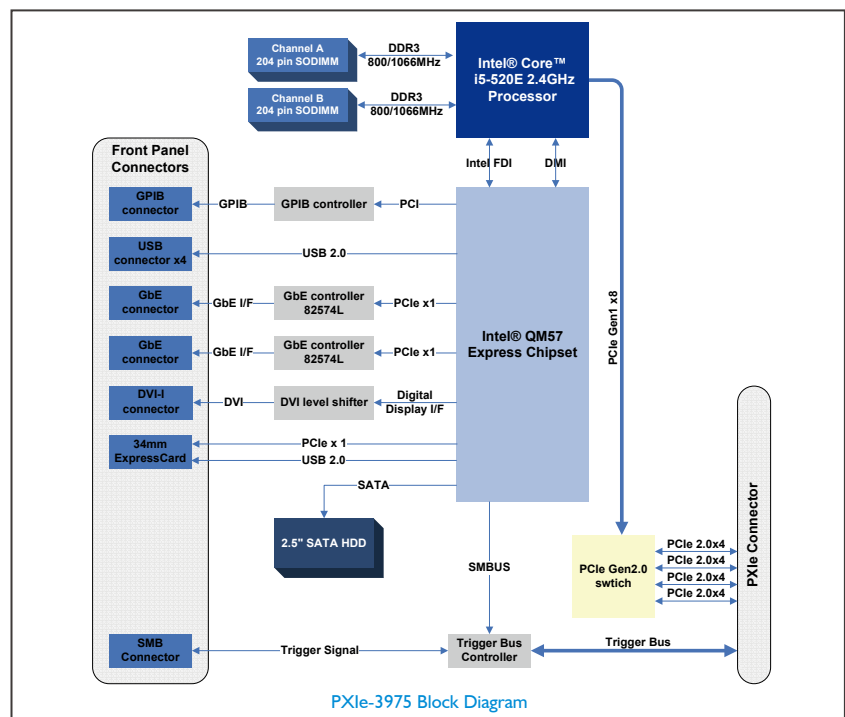 Channel A
204 pin SODIMM
DDR3
800/1066MHz
Intel® Core™
i5-520E 2.4GHz
Processor
Channel B
204 pin SODIMM
DDR3
800/1066MHz
Front Panel
Connectors
Intel FDI
DMI
GPIB
connector
GPIB
GPIB controller
PCI
USB
connector x4
USB 2.0
GbE
connector
GbE I/F
GbE controller
82574L
PCIe x1
Intel® QM57
Express Chipset
PCIe Gen1 x8
GbE
connector
GbE I/F
GbE controller
82574L
PCIe x1
DVI-I
connector
DVI
DVI level shifter
Digital
Display I/F
34mm
ExpressCard
PCIe x 1
USB 2.0
SATA
2.5" SATA HDD
SMBUS
PCIe Gen2.0
swtich
PCIe 2.0x4
PCIe 2.0x4
PCIe 2.0x4
PCIe 2.0x4
PXIe Connector
SMB
Connector
Trigger Signal
Trigger Bus
Controller
Trigger Bus
PXIe-3975 Block Diagram